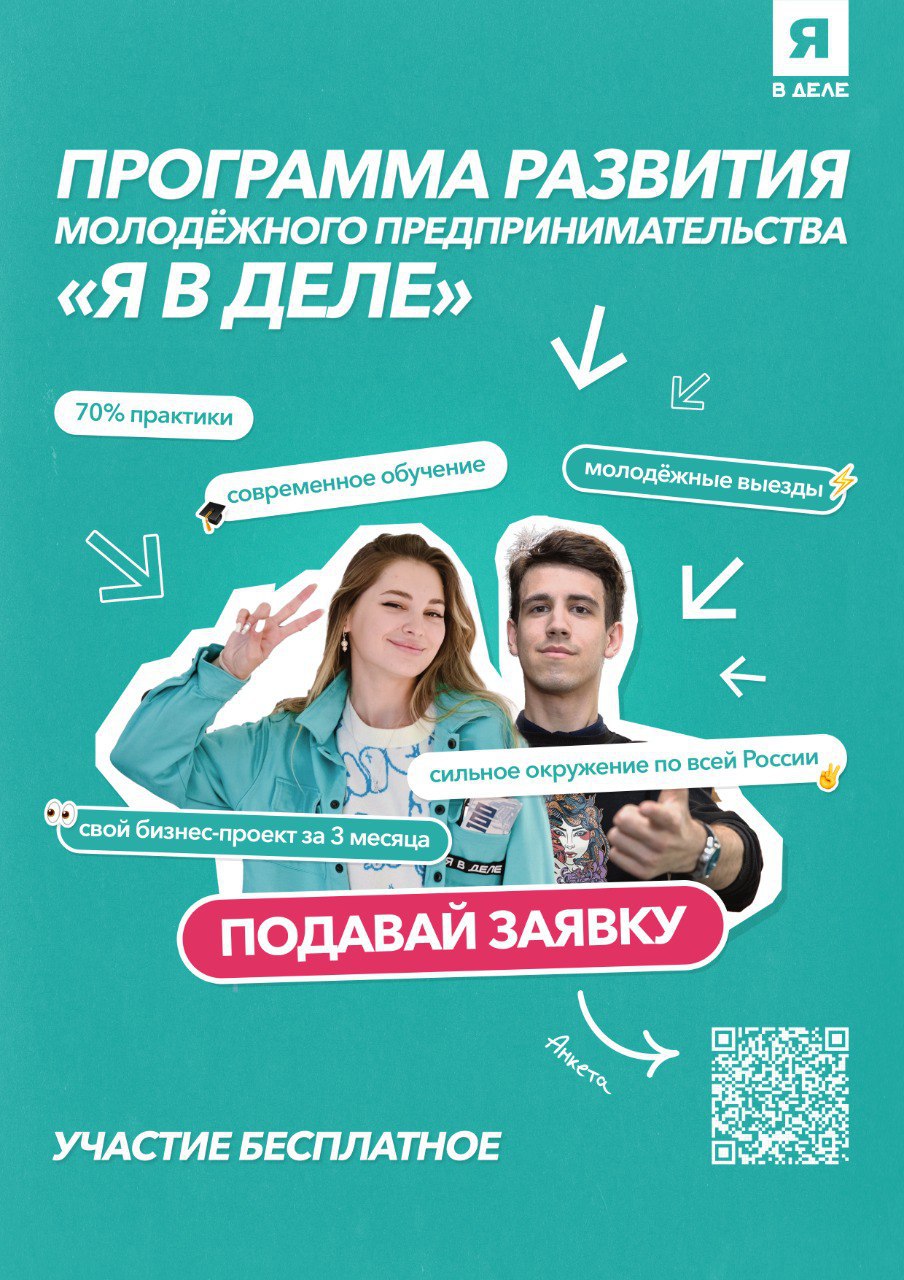 Я
В ДЕЛЕ
ПРОГРАММА РАЗВИТИЯ
МОЛОДЁЖНОГО ПРЕДПРИНИМАТЕЛЬСТВА
«Я В ДЕЛЕ»
70% практики
современное обучение
молодёжные выезды
сильное окружение по всей России
свой бизнес-проект за 3 месяца
Я В ДЕЛЕ
ПОДАВАЙ ЗАЯВКУ
Анкета
УЧАСТИЕ БЕСПЛАТНОЕ